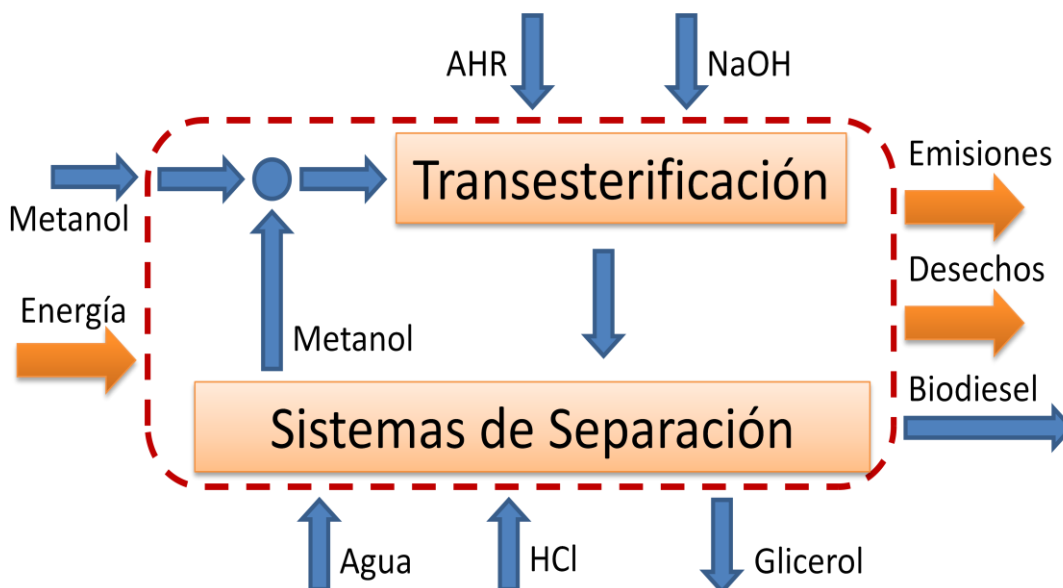 AHR
NaOH
Metanol
Transesterificación
Emisiones
Energía
Metanol
Desechos
Sistemas de Separación
Biodiesel
Agua
HCl
Glicerol